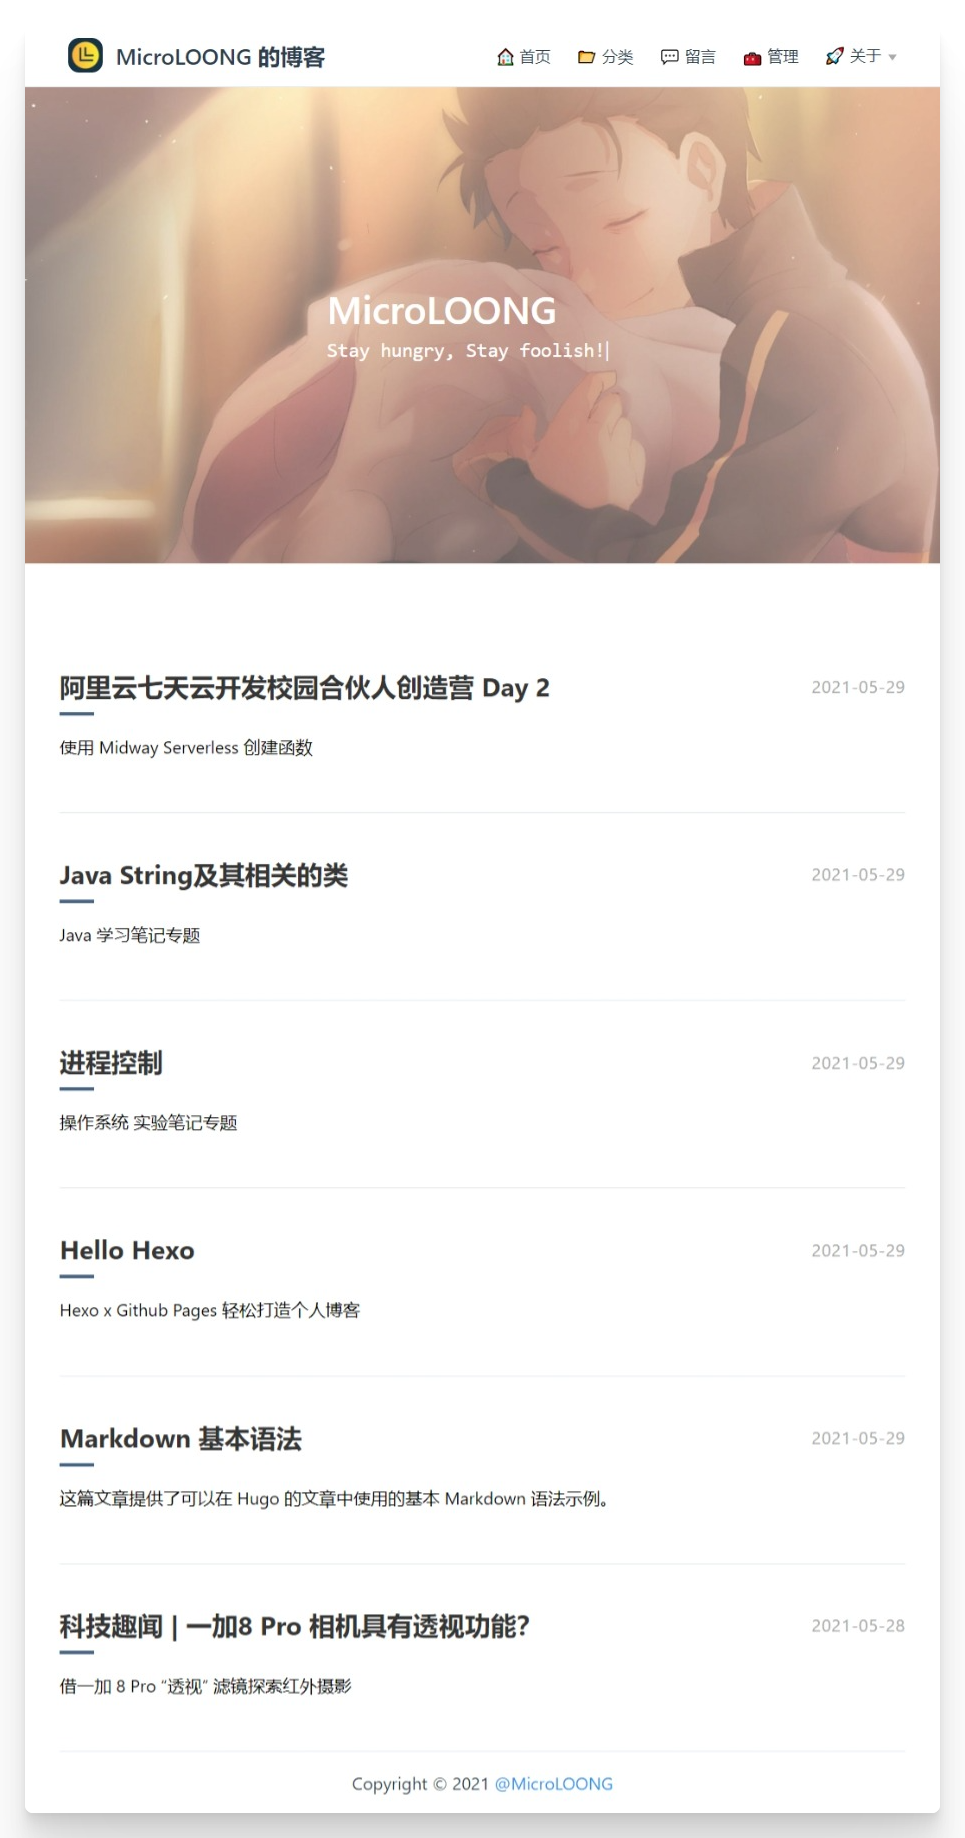 MicroLOONG 的博客
首页 分类 留言 管理 关于
MicroLOONG
Stay hungry, Stay foolish!
阿里云七天云开发校园合伙人创造营 Day 2 2021-05-29
使用 Midway Serverless 创建函数
Java String及其相关的类 2021-05-29
Java 学习笔记专题
进程控制 2021-05-29
操作系统 实验笔记专题
Hello Hexo 2021-05-29
Hexo x Github Pages 轻松打造个人博客
Markdown 基本语法 2021-05-29
这篇文章提供了可以在 Hugo 的文章中使用的基本 Markdown 语法示例。
科技趣闻 | 一加8 Pro 相机具有透视功能? 2021-05-28
借一加 8 Pro “透视” 滤镜探索红外摄影
Copyright © 2021 @MicroLOONG